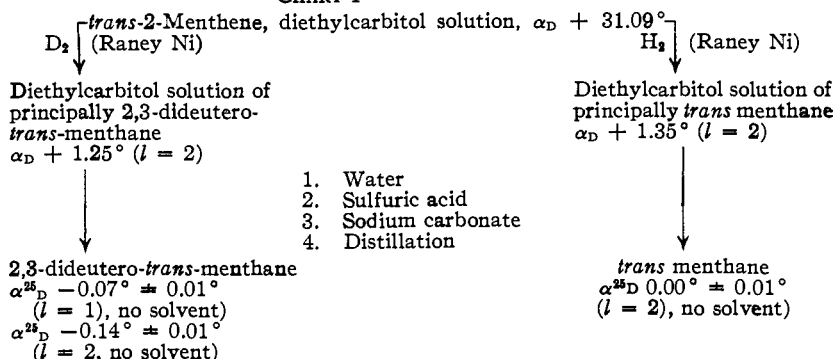 trans-2-Menthene, diethylcarbitol solution, αD + 31.09°
D2 (Raney Ni)
H2 (Raney Ni)
Diethylcarbitol solution of
principally 2,3-dideutero-
trans-menthane
αD + 1.25° (l = 2)
Diethylcarbitol solution of
principally trans menthane
αD + 1.35° (l = 2)
1. Water
2. Sulfuric acid
3. Sodium carbonate
4. Distillation
2,3-dideutero-trans-menthane
α²⁵D −0.07° ± 0.01°
(l = 1), no solvent)
α²⁵D −0.14° ± 0.01°
(l = 2, no solvent)
trans menthane
α²⁵D 0.00° ± 0.01°
(l = 2), no solvent)